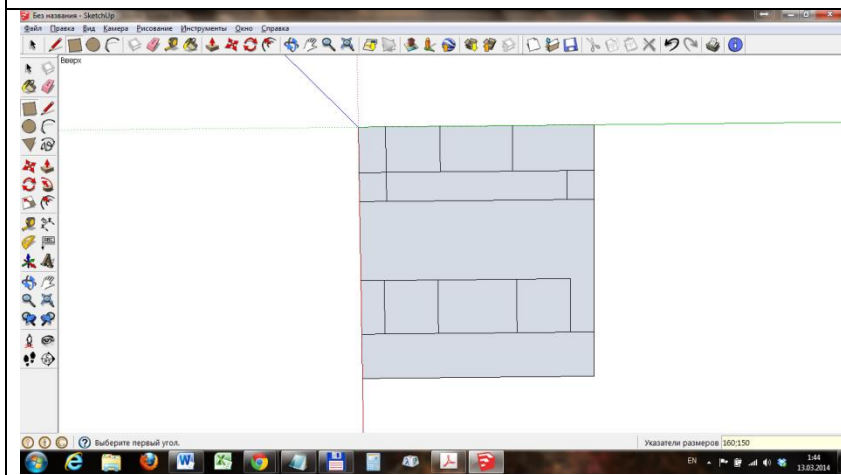 Без названия - SketchUp
Файл Правка Вид Камера Рисование Инструменты Окно Справка
Вверх
Выберите первый угол.
Указатели размеров 160;150
EN
1:44
13.03.2014